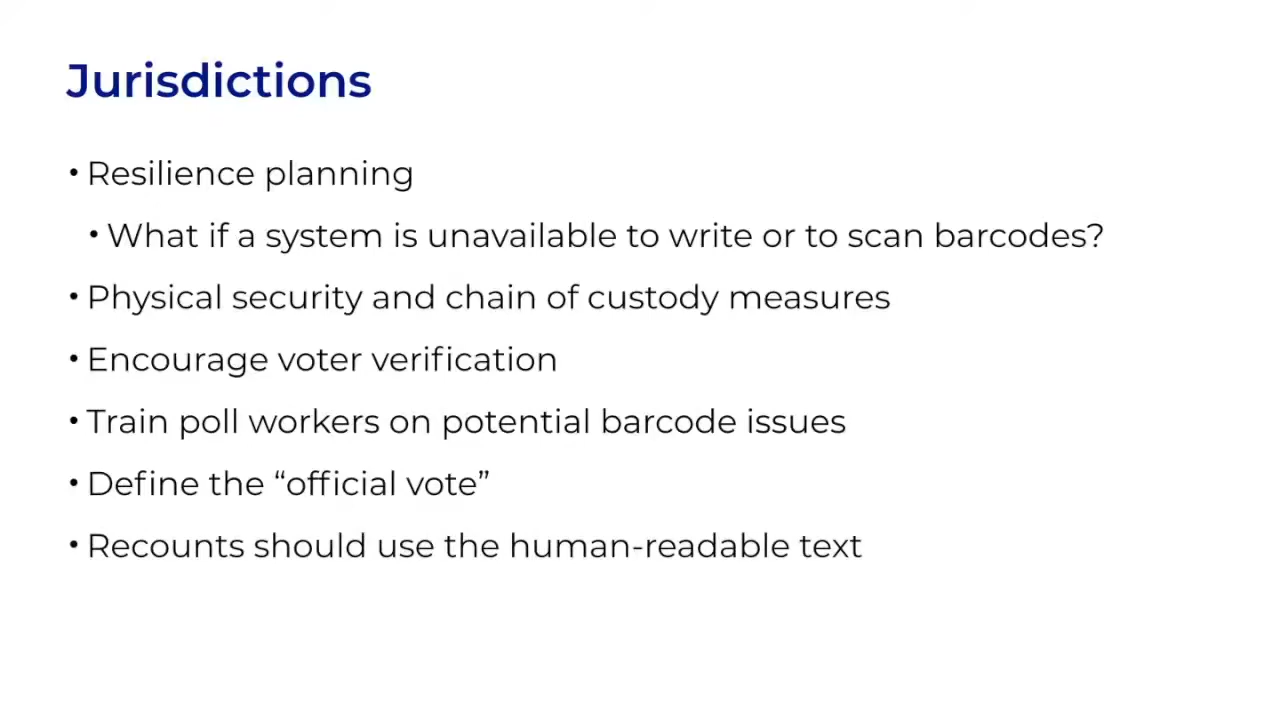 Jurisdictions
• Resilience planning
• What if a system is unavailable to write or to scan barcodes?
• Physical security and chain of custody measures
• Encourage voter verification
• Train poll workers on potential barcode issues
• Define the “official vote”
• Recounts should use the human-readable text